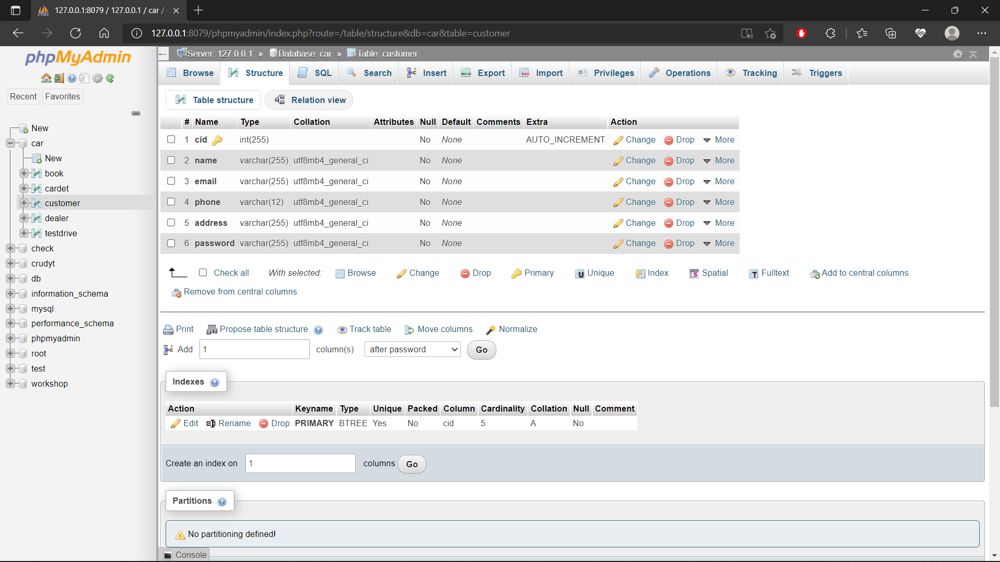 127.0.0.1:8079 / 127.0.0.1 / car /
127.0.0.1:8079/phpmyadmin/index.php?route=/table/structure&db=car&table=customer
phpMyAdmin
Recent Favorites
New
car
New
book
cardet
customer
dealer
testdrive
check
crudyt
db
information_schema
mysql
performance_schema
phpmyadmin
root
test
workshop
Server: 127.0.0.1 » Database: car » Table: customer
Browse Structure SQL Search Insert Export Import Privileges Operations Tracking Triggers
Table structure Relation view
# Name Type Collation Attributes Null Default Comments Extra Action
1 cid int(255) No None AUTO_INCREMENT Change Drop More
2 name varchar(255) utf8mb4_general_ci No None Change Drop More
3 email varchar(255) utf8mb4_general_ci No None Change Drop More
4 phone varchar(12) utf8mb4_general_ci No None Change Drop More
5 address varchar(255) utf8mb4_general_ci No None Change Drop More
6 password varchar(255) utf8mb4_general_ci No None Change Drop More
Check all With selected: Browse Change Drop Primary Unique Index Spatial Fulltext Add to central columns
Remove from central columns
Print Propose table structure Track table Move columns Normalize
Add 1 column(s) after password Go
Indexes
Action Keyname Type Unique Packed Column Cardinality Collation Null Comment
Edit Rename Drop PRIMARY BTREE Yes No cid 5 A No
Create an index on 1 columns Go
Partitions
No partitioning defined!
Console